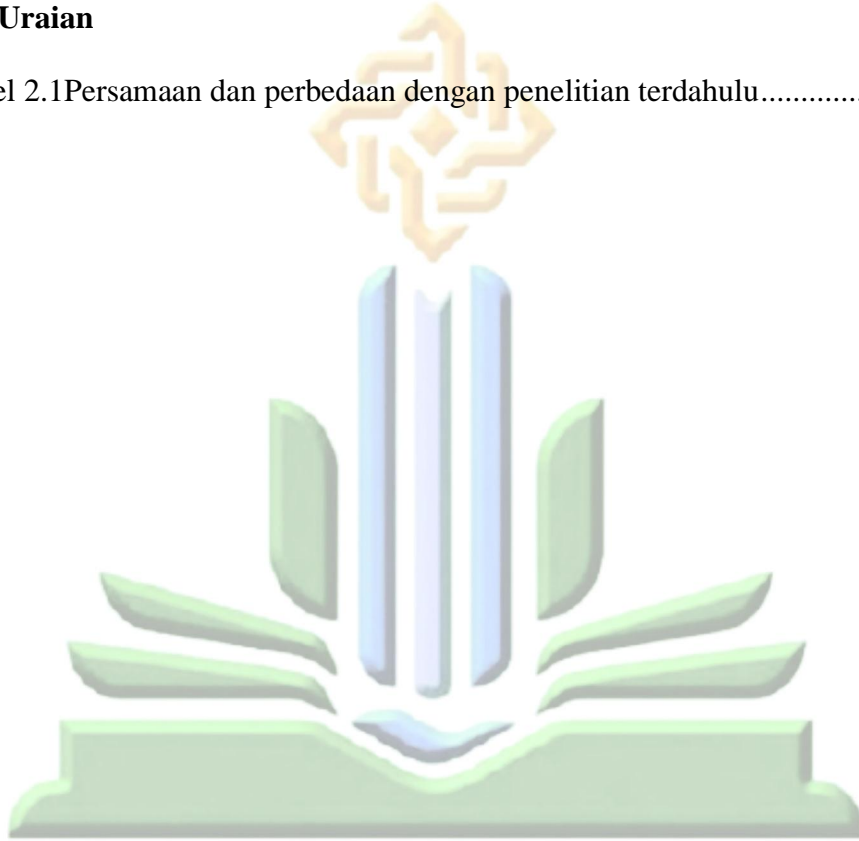 Uraian
el 2.1Persamaan dan perbedaan dengan penelitian terdahulu.............